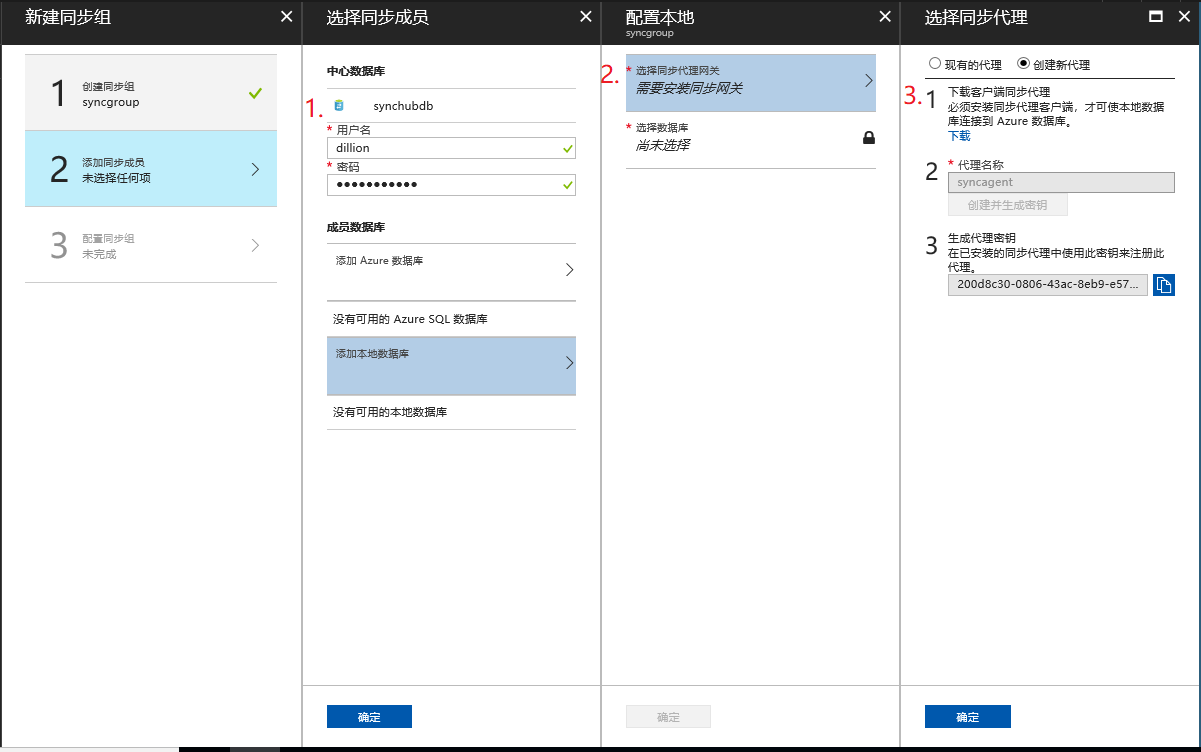 新建同步组
1
创建同步组
syncgroup
2
添加同步成员
未选择任何项
3
配置同步组
未完成
选择同步成员
中心数据库
1.
synchubdb
* 用户名
dillion
* 密码
●●●●●●●●●●●
成员数据库
添加 Azure 数据库
没有可用的 Azure SQL 数据库
添加本地数据库
没有可用的本地数据库
确定
配置本地
syncgroup
2.
* 选择同步代理网关
需要安装同步网关
* 选择数据库
尚未选择
确定
选择同步代理
现有的代理 创建新代理
3.
1
下载客户端同步代理
必须安装同步代理客户端，才可使本地数据
库连接到 Azure 数据库。
下载
2
* 代理名称
syncagent
创建并生成密钥
3
生成代理密钥
在已安装的同步代理中使用此密钥来注册此
代理。
200d8c30-0806-43ac-8eb9-e57...
确定